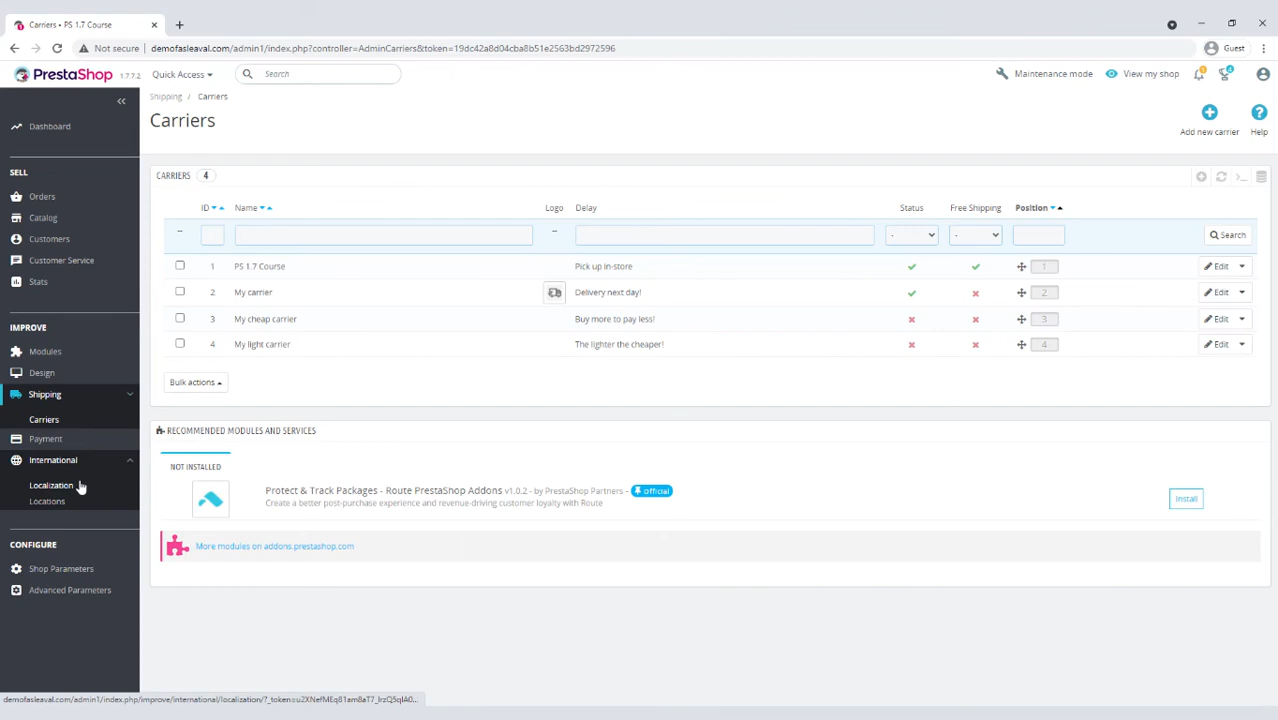 Carriers • PS 1.7 Course
Not secure
demofasleaval.com/admin1/index.php?controller=AdminCarriers&token=19dc42a8d04cba8b51e2563bd2972596
Guest
PrestaShop
1.7.7.2
Quick Access
Search
Maintenance mode
View my shop
Dashboard
SELL
Orders
Catalog
Customers
Customer Service
Stats
IMPROVE
Modules
Design
Shipping
Carriers
Payment
International
Localization
Locations
CONFIGURE
Shop Parameters
Advanced Parameters
Shipping / Carriers
Carriers
Add new carrier
Help
CARRIERS 4
ID Name Logo Delay Status Free Shipping Position
-- -- - - Search
1 PS 1.7 Course Pick up in-store 1 Edit
2 My carrier Delivery next day! 2 Edit
3 My cheap carrier Buy more to pay less! 3 Edit
4 My light carrier The lighter the cheaper! 4 Edit
Bulk actions
RECOMMENDED MODULES AND SERVICES
NOT INSTALLED
Protect & Track Packages - Route PrestaShop Addons v1.0.2 - by PrestaShop Partners - Official
Create a better post-purchase experience and revenue-driving customer loyalty with Route
Install
More modules on addons.prestashop.com